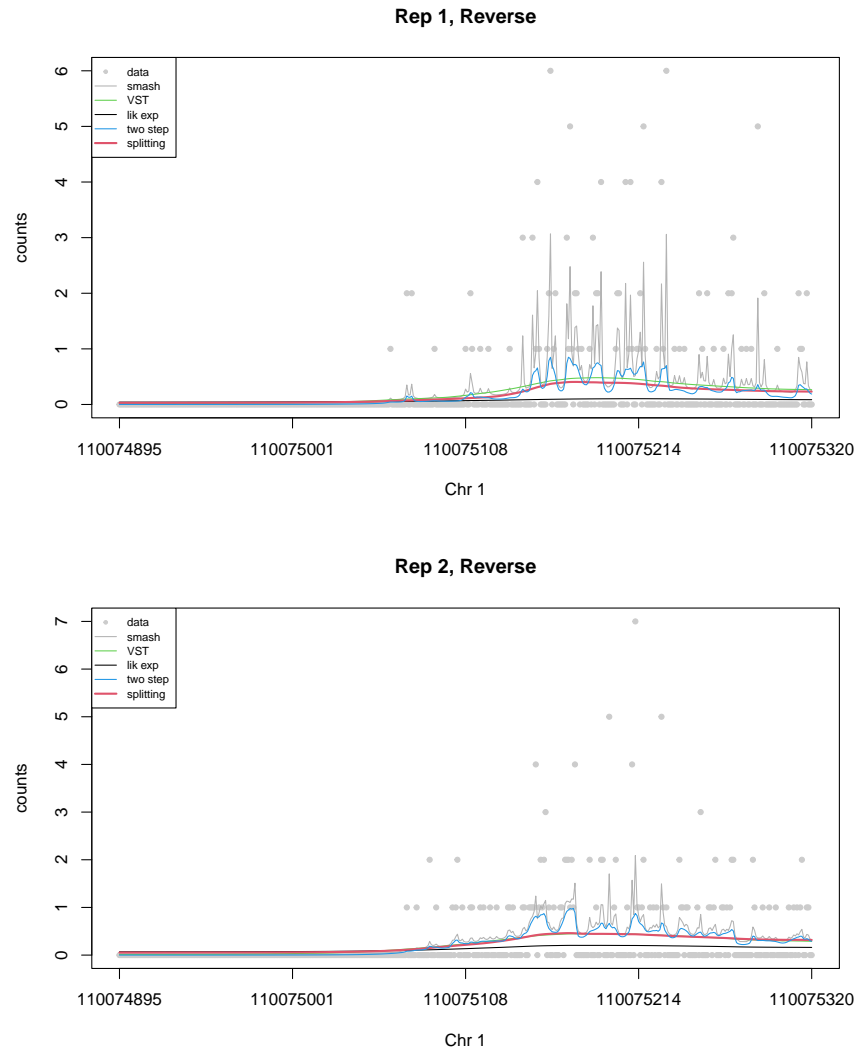 Rep 1, Reverse
counts
0
1
2
3
4
5
6
data
smash
VST
lik exp
two step
splitting
110074895
110075001
110075108
110075214
110075320
Chr 1
Rep 2, Reverse
counts
0
1
2
3
4
5
6
7
data
smash
VST
lik exp
two step
splitting
110074895
110075001
110075108
110075214
110075320
Chr 1